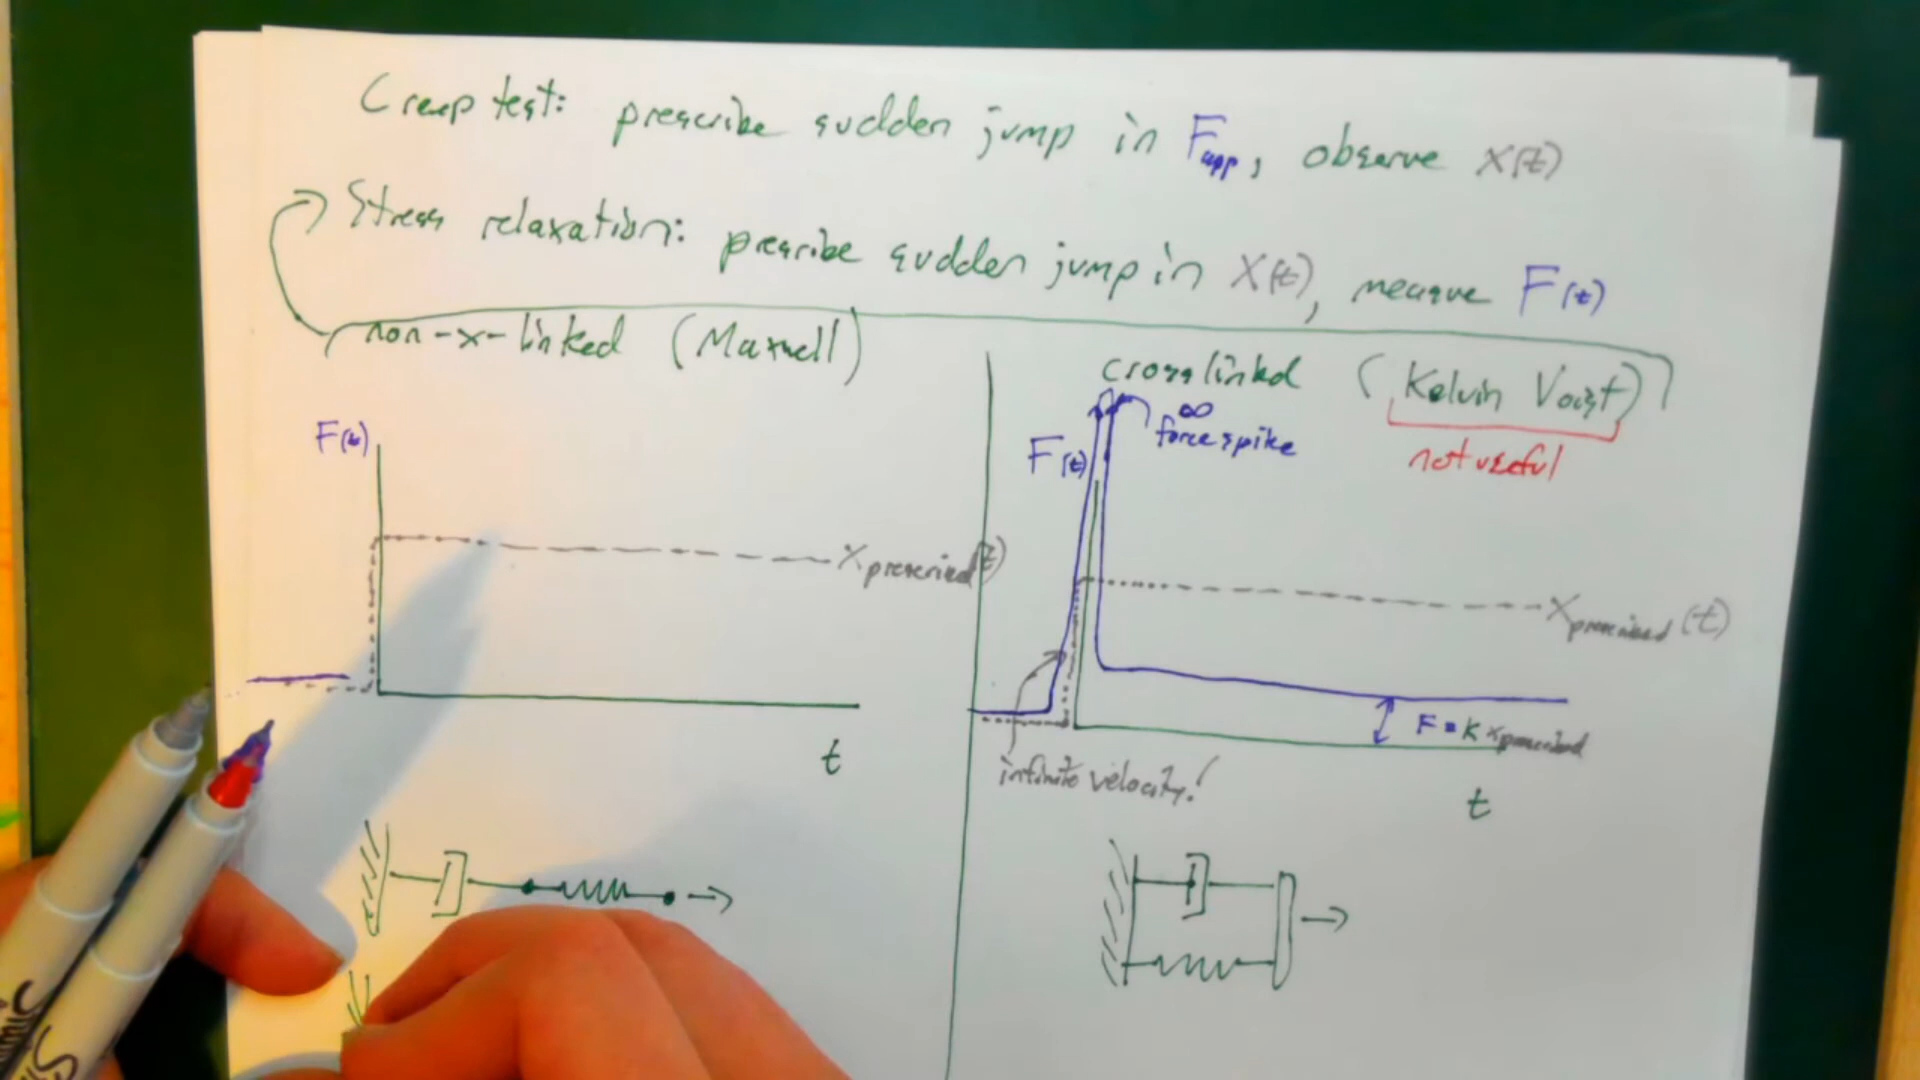 Creep test: prescribe sudden jump in Fapp, observe X(t)
Stress relaxation: prescribe sudden jump in X(t), measure F(t)
non-x-linked (Maxwell)
crosslinked (Kelvin Voigt)
not useful
∞
force spike
F(t)
F(t)
Xprescribed(t)
Xprescribed(t)
F = K Xprescribed
infinite velocity!
t
t